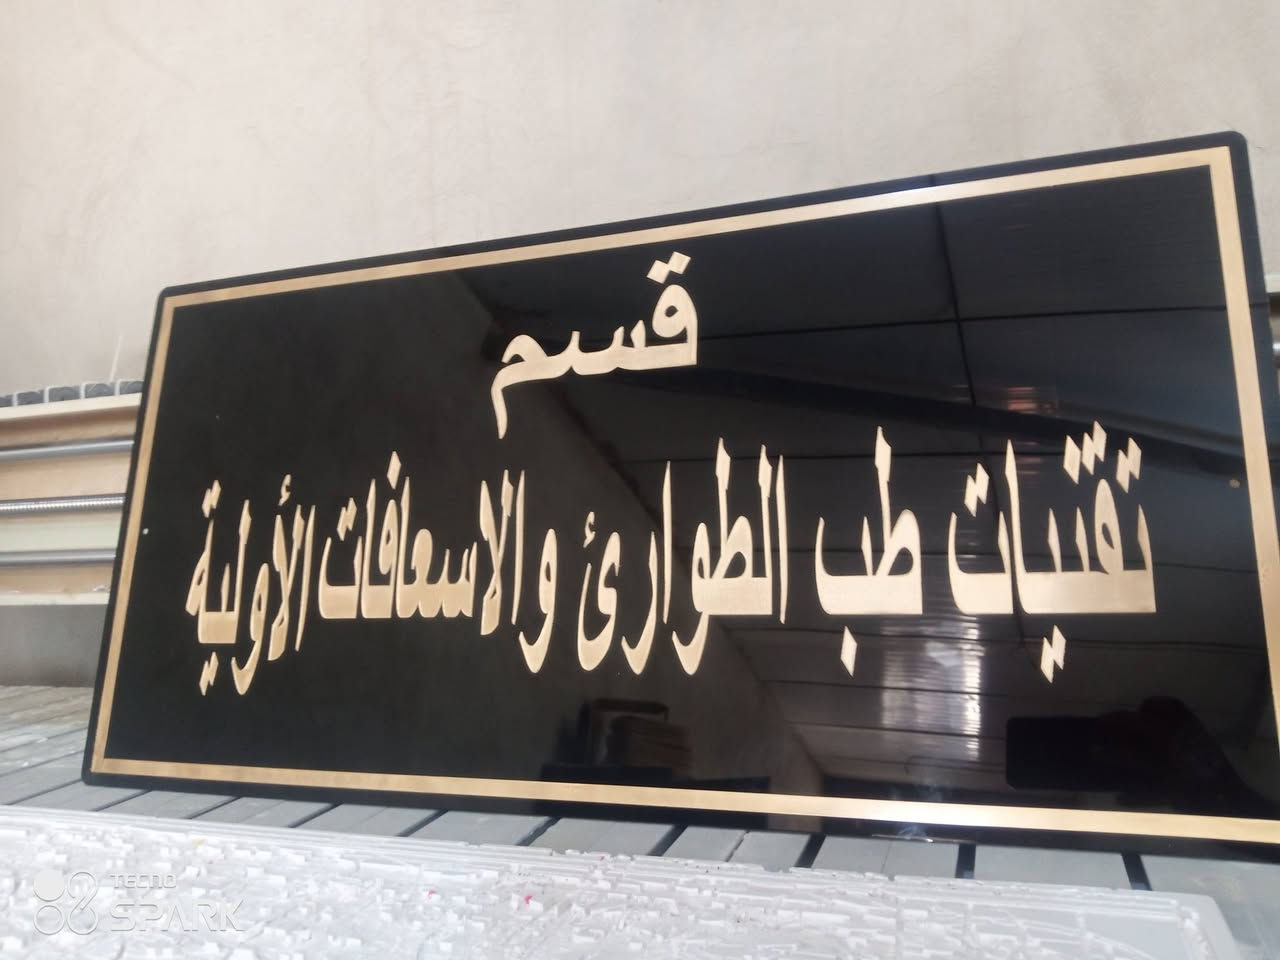 قسم
تقنيات طب الطوارئ والاسعافات الأولية
TECNO
SPARK